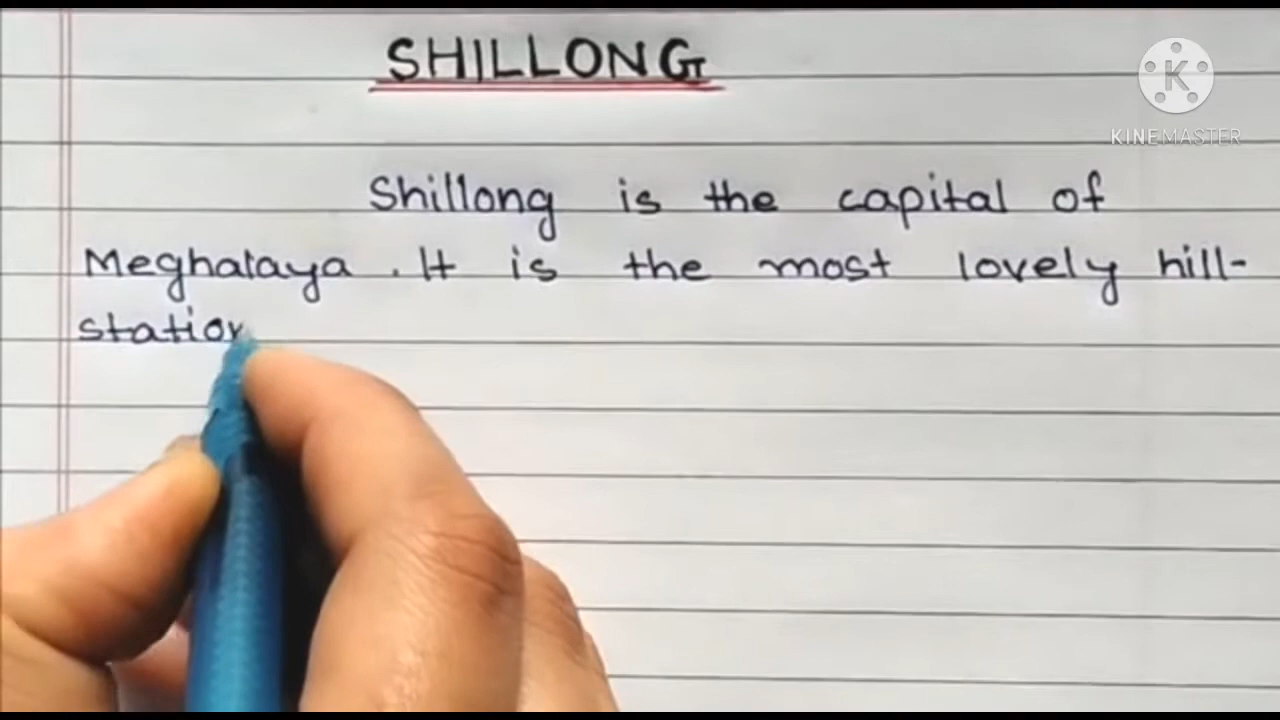 SHILLONG
K
KINEMASTER
Shillong is the capital of
Meghalaya . It is the most lovely hill-
station